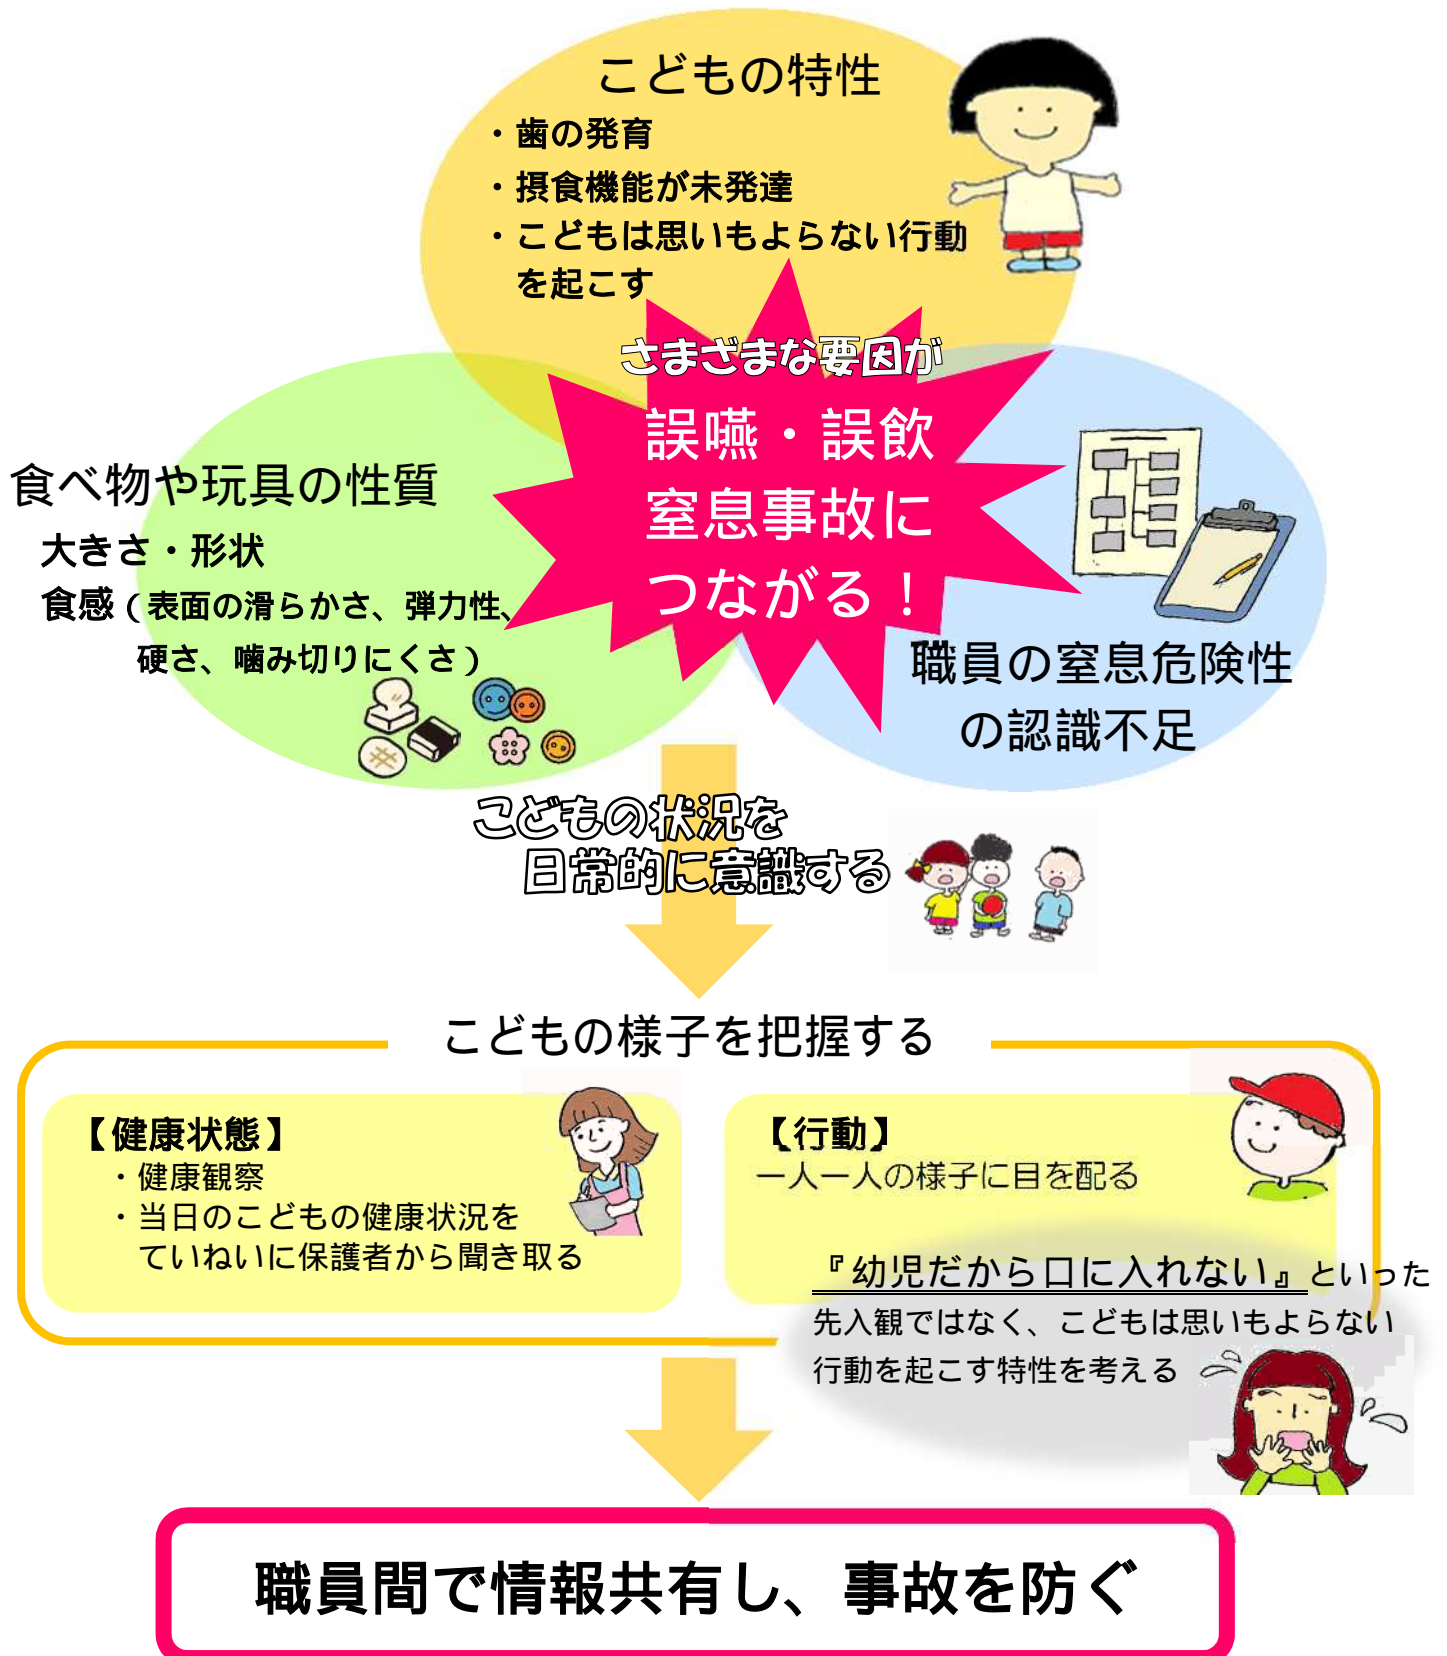 こどもの特性
・歯の発育
・摂食機能が未発達
・こどもは思いもよらない行動
を起こす
さまざまな要因が
誤嚥・誤飲
窒息事故に
つながる！
食べ物や玩具の性質
大きさ・形状
食感（表面の滑らかさ、弾力性、
硬さ、噛み切りにくさ）
職員の窒息危険性
の認識不足
こどもの状況を
日常的に意識する
こどもの様子を把握する
【健康状態】
・健康観察
・当日のこどもの健康状況を
ていねいに保護者から聞き取る
【行動】
一人一人の様子に目を配る
『幼児だから口に入れない』といった
先入観ではなく、こどもは思いもよらない
行動を起こす特性を考える
職員間で情報共有し、事故を防ぐ